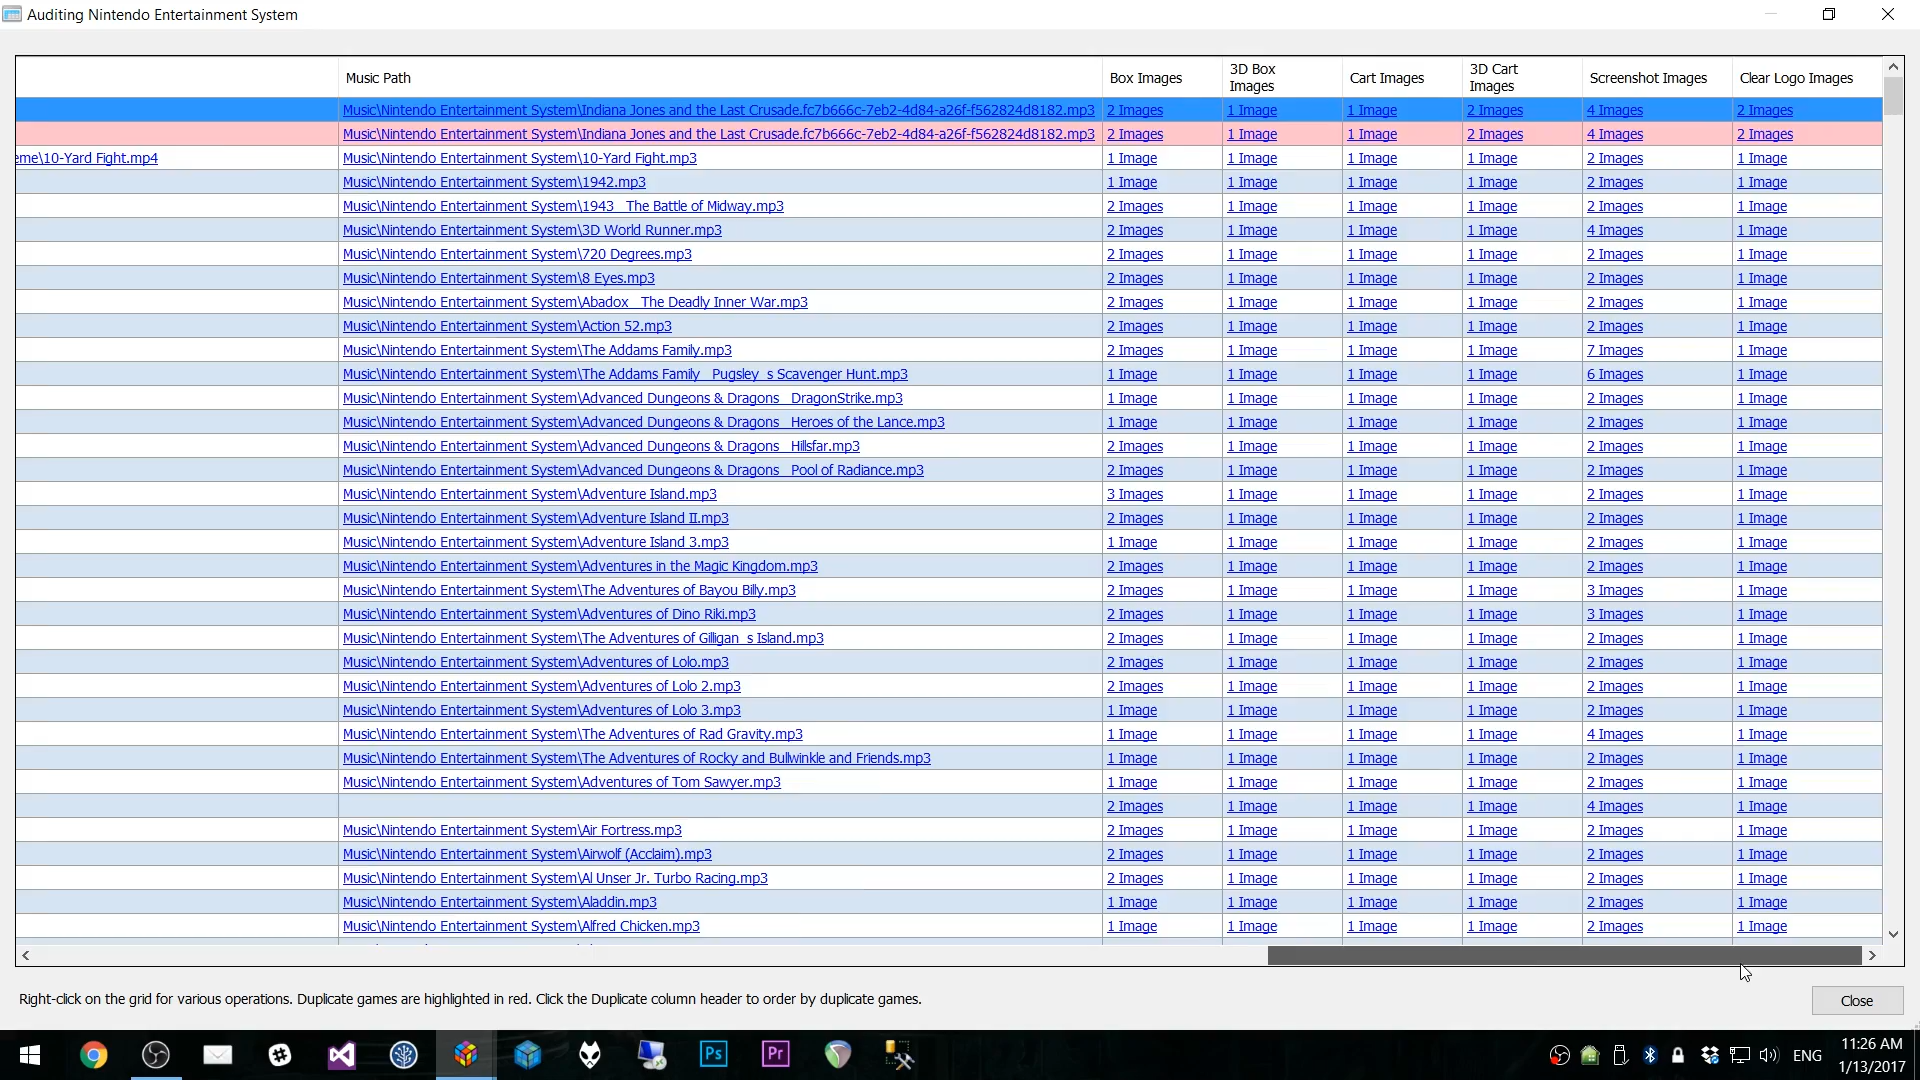 Auditing Nintendo Entertainment System
Music Path Box Images 3D Box Images Cart Images 3D Cart Images Screenshot Images Clear Logo Images
Music\Nintendo Entertainment System\Indiana Jones and the Last Crusade.fc7b666c-7eb2-4d84-a26f-f562824d8182.mp3 2 Images 1 Image 1 Image 2 Images 4 Images 2 Images
Music\Nintendo Entertainment System\Indiana Jones and the Last Crusade.fc7b666c-7eb2-4d84-a26f-f562824d8182.mp3 2 Images 1 Image 1 Image 2 Images 4 Images 2 Images
eme\10-Yard Fight.mp4 Music\Nintendo Entertainment System\10-Yard Fight.mp3 1 Image 1 Image 1 Image 1 Image 2 Images 1 Image
Music\Nintendo Entertainment System\1942.mp3 1 Image 1 Image 1 Image 1 Image 2 Images 1 Image
Music\Nintendo Entertainment System\1943_ The Battle of Midway.mp3 2 Images 1 Image 1 Image 1 Image 2 Images 1 Image
Music\Nintendo Entertainment System\3D World Runner.mp3 2 Images 1 Image 1 Image 1 Image 4 Images 1 Image
Music\Nintendo Entertainment System\720 Degrees.mp3 2 Images 1 Image 1 Image 1 Image 2 Images 1 Image
Music\Nintendo Entertainment System\8 Eyes.mp3 2 Images 1 Image 1 Image 1 Image 2 Images 1 Image
Music\Nintendo Entertainment System\Abadox_ The Deadly Inner War.mp3 2 Images 1 Image 1 Image 1 Image 2 Images 1 Image
Music\Nintendo Entertainment System\Action 52.mp3 2 Images 1 Image 1 Image 1 Image 2 Images 1 Image
Music\Nintendo Entertainment System\The Addams Family.mp3 2 Images 1 Image 1 Image 1 Image 7 Images 1 Image
Music\Nintendo Entertainment System\The Addams Family_ Pugsley_s Scavenger Hunt.mp3 1 Image 1 Image 1 Image 1 Image 6 Images 1 Image
Music\Nintendo Entertainment System\Advanced Dungeons & Dragons_ DragonStrike.mp3 1 Image 1 Image 1 Image 1 Image 2 Images 1 Image
Music\Nintendo Entertainment System\Advanced Dungeons & Dragons_ Heroes of the Lance.mp3 1 Image 1 Image 1 Image 1 Image 2 Images 1 Image
Music\Nintendo Entertainment System\Advanced Dungeons & Dragons_ Hillsfar.mp3 2 Images 1 Image 1 Image 1 Image 2 Images 1 Image
Music\Nintendo Entertainment System\Advanced Dungeons & Dragons_ Pool of Radiance.mp3 2 Images 1 Image 1 Image 1 Image 2 Images 1 Image
Music\Nintendo Entertainment System\Adventure Island.mp3 3 Images 1 Image 1 Image 1 Image 2 Images 1 Image
Music\Nintendo Entertainment System\Adventure Island II.mp3 2 Images 1 Image 1 Image 1 Image 2 Images 1 Image
Music\Nintendo Entertainment System\Adventure Island 3.mp3 1 Image 1 Image 1 Image 1 Image 2 Images 1 Image
Music\Nintendo Entertainment System\Adventures in the Magic Kingdom.mp3 2 Images 1 Image 1 Image 1 Image 2 Images 1 Image
Music\Nintendo Entertainment System\The Adventures of Bayou Billy.mp3 2 Images 1 Image 1 Image 1 Image 3 Images 1 Image
Music\Nintendo Entertainment System\Adventures of Dino Riki.mp3 2 Images 1 Image 1 Image 1 Image 3 Images 1 Image
Music\Nintendo Entertainment System\The Adventures of Gilligan_s Island.mp3 2 Images 1 Image 1 Image 1 Image 2 Images 1 Image
Music\Nintendo Entertainment System\Adventures of Lolo.mp3 2 Images 1 Image 1 Image 1 Image 2 Images 1 Image
Music\Nintendo Entertainment System\Adventures of Lolo 2.mp3 2 Images 1 Image 1 Image 1 Image 2 Images 1 Image
Music\Nintendo Entertainment System\Adventures of Lolo 3.mp3 1 Image 1 Image 1 Image 1 Image 2 Images 1 Image
Music\Nintendo Entertainment System\The Adventures of Rad Gravity.mp3 1 Image 1 Image 1 Image 1 Image 4 Images 1 Image
Music\Nintendo Entertainment System\The Adventures of Rocky and Bullwinkle and Friends.mp3 1 Image 1 Image 1 Image 1 Image 2 Images 1 Image
Music\Nintendo Entertainment System\Adventures of Tom Sawyer.mp3 1 Image 1 Image 1 Image 1 Image 2 Images 1 Image
2 Images 1 Image 1 Image 1 Image 4 Images 1 Image
Music\Nintendo Entertainment System\Air Fortress.mp3 2 Images 1 Image 1 Image 1 Image 2 Images 1 Image
Music\Nintendo Entertainment System\Airwolf (Acclaim).mp3 2 Images 1 Image 1 Image 1 Image 2 Images 1 Image
Music\Nintendo Entertainment System\Al Unser Jr. Turbo Racing.mp3 2 Images 1 Image 1 Image 1 Image 2 Images 1 Image
Music\Nintendo Entertainment System\Aladdin.mp3 1 Image 1 Image 1 Image 1 Image 2 Images 1 Image
Music\Nintendo Entertainment System\Alfred Chicken.mp3 1 Image 1 Image 1 Image 1 Image 2 Images 1 Image
Right-click on the grid for various operations. Duplicate games are highlighted in red. Click the Duplicate column header to order by duplicate games.
Close
Ps Pr ENG 11:26 AM
1/13/2017